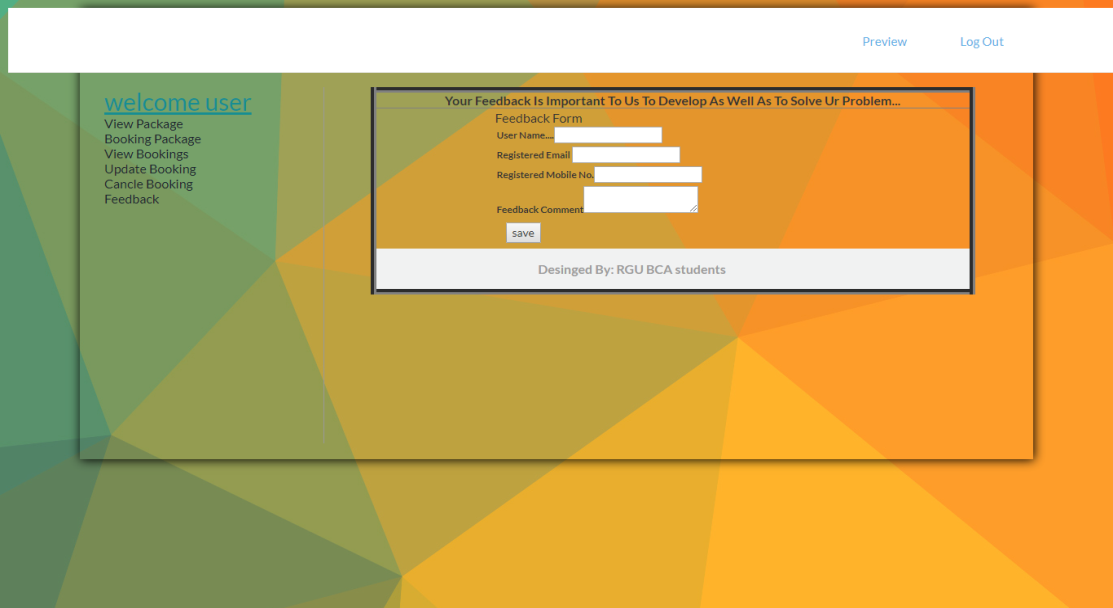 Preview Log Out
welcome user
View Package
Booking Package
View Bookings
Update Booking
Cancle Booking
Feedback
Your Feedback Is Important To Us To Develop As Well As To Solve Ur Problem...
Feedback Form
User Name....
Registered Email
Registered Mobile No.
Feedback Comment
save
Desinged By: RGU BCA students